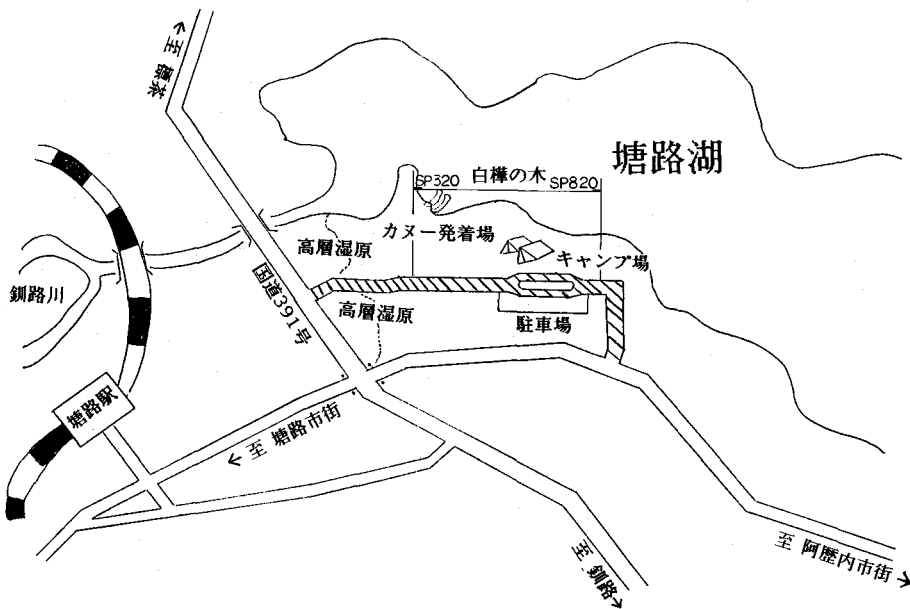 ← 至 標茶
塘路湖
SP320 白樺の木 SP820
カヌー発着場
高層湿原
キャンプ場
国道391号
高層湿原
駐車場
釧路川
塘路駅
← 至 塘路市街
至 釧路 →
至 阿歴内市街 →